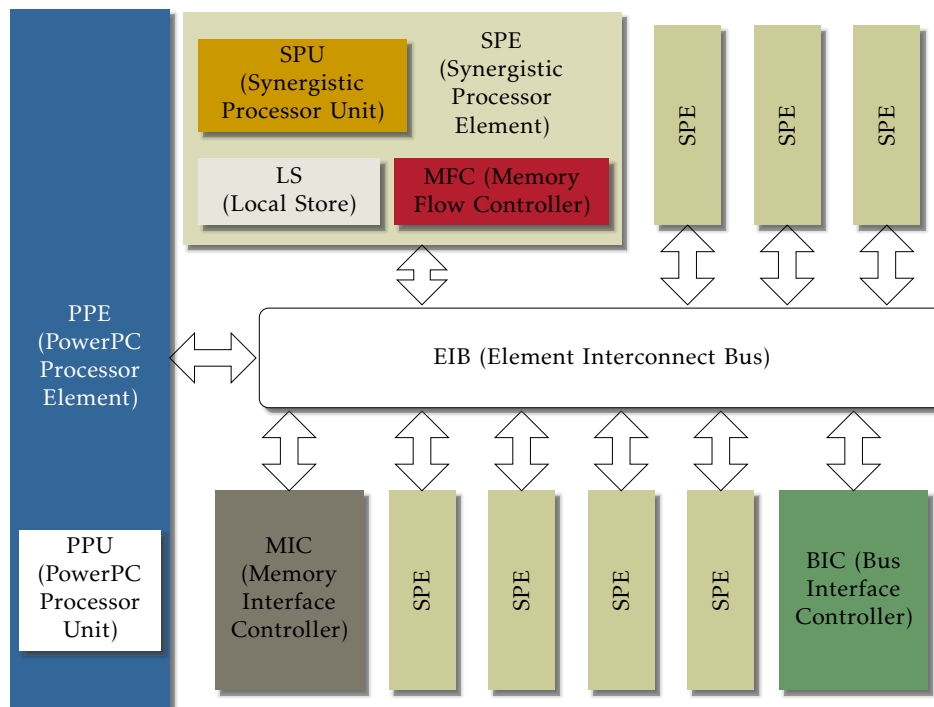 SPU
(Synergistic
Processor Unit)
SPE
(Synergistic
Processor
Element)
LS
(Local Store)
MFC (Memory
Flow Controller)
SPE
SPE
SPE
PPE
(PowerPC
Processor
Element)
EIB (Element Interconnect Bus)
PPU
(PowerPC
Processor
Unit)
MIC
(Memory
Interface
Controller)
SPE
SPE
SPE
SPE
BIC (Bus
Interface
Controller)